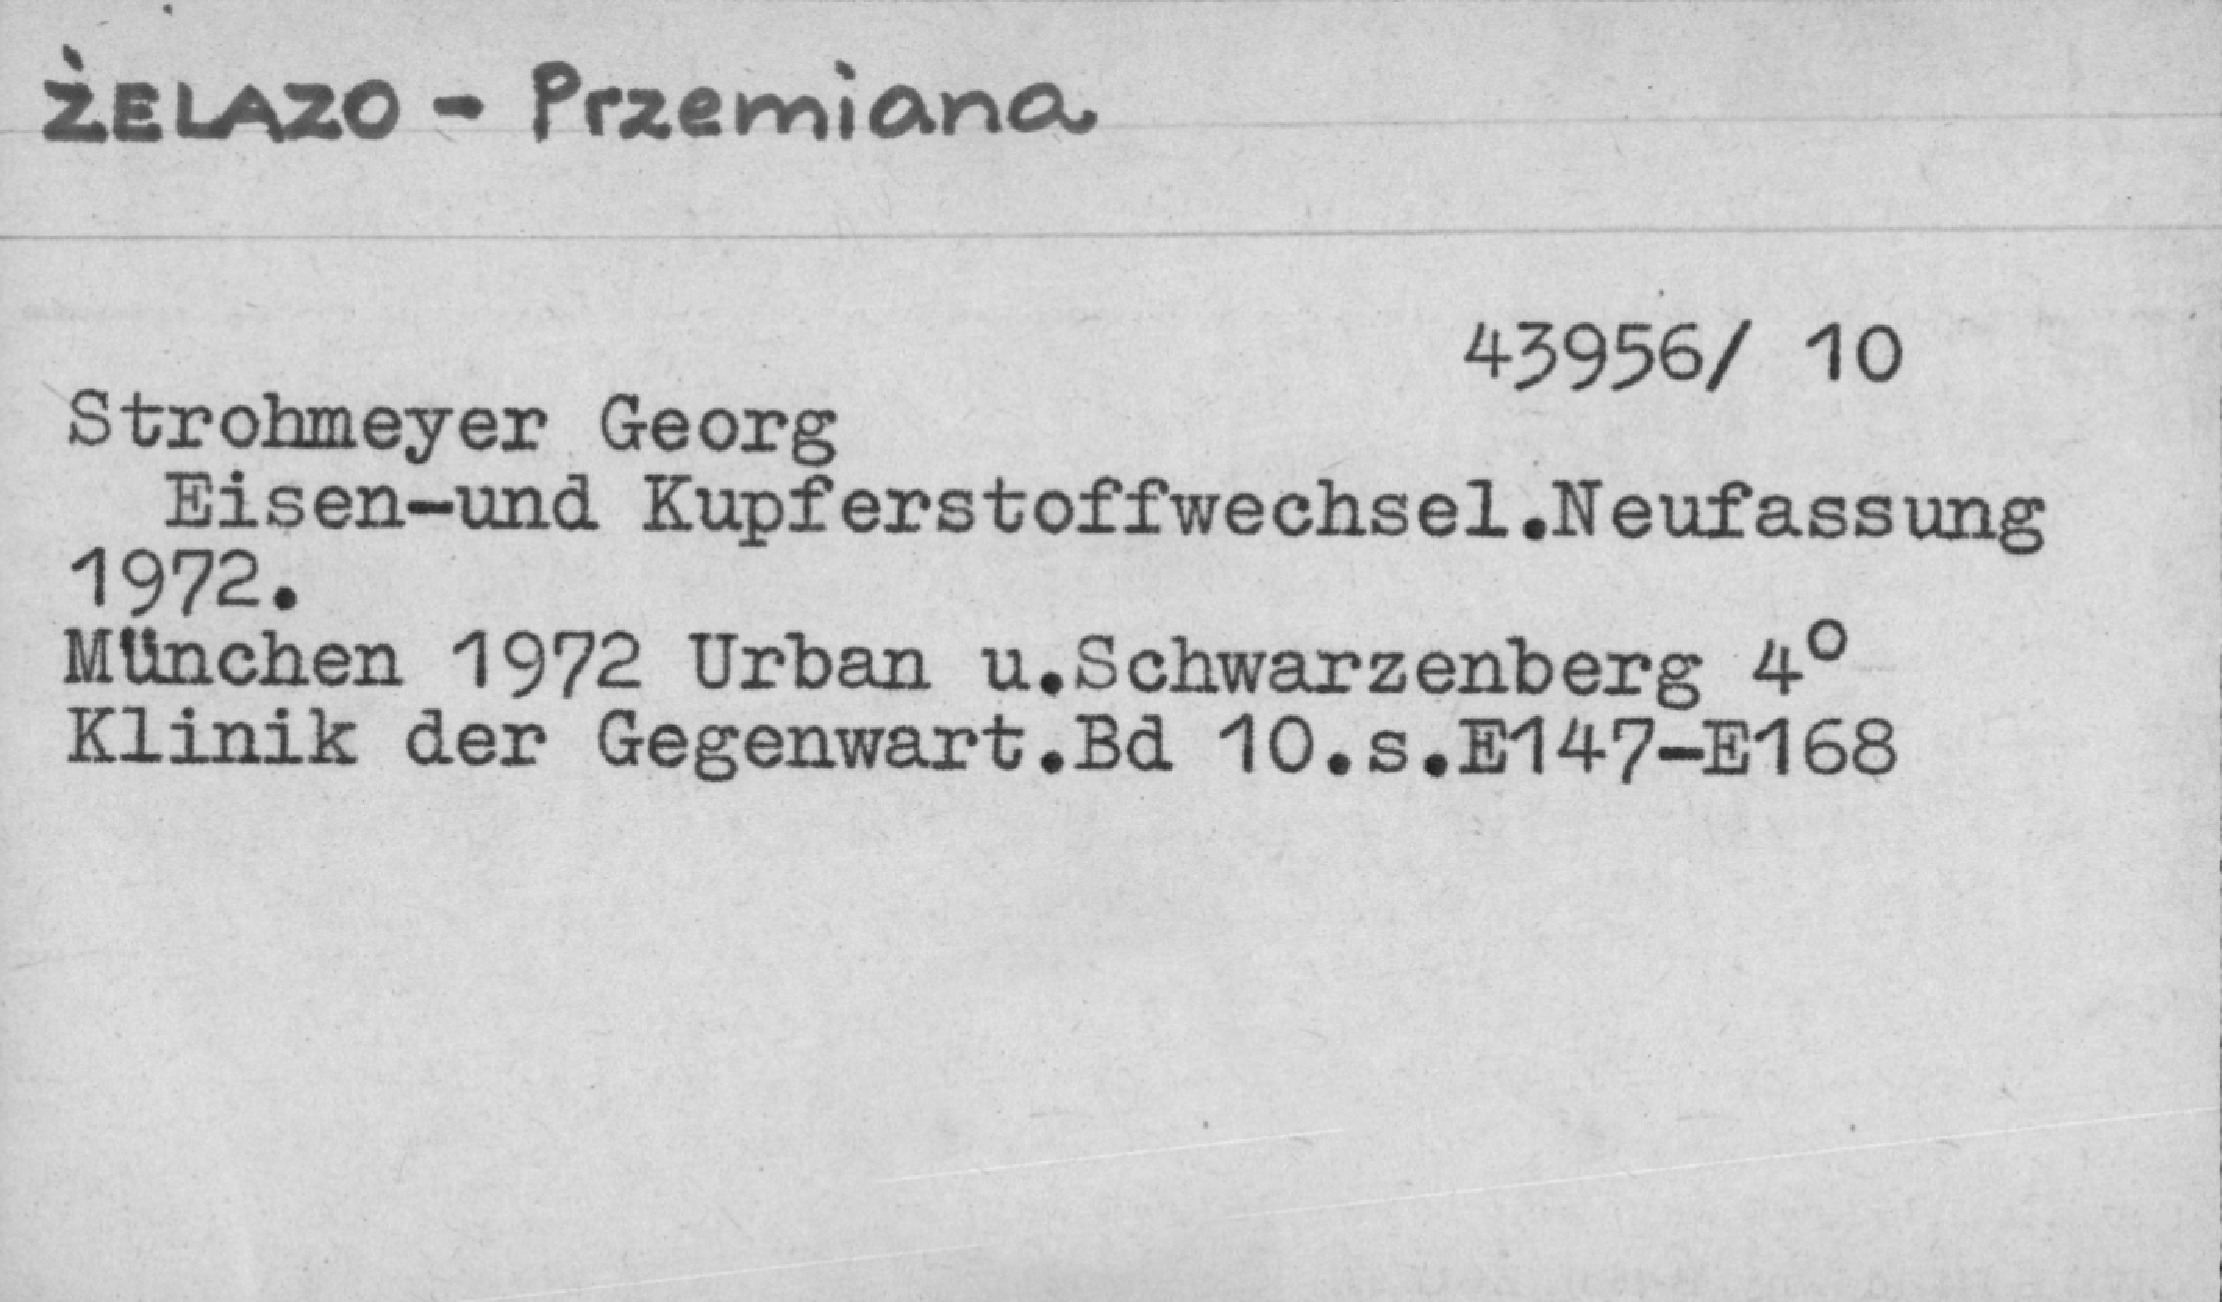 ŻELAZO - Przemiana
43956/ 10
Strohmeyer Georg
Eisen-und Kupferstoffwechsel.Neufassung
1972.
München 1972 Urban u.Schwarzenberg 4°
Klinik der Gegenwart.Bd 10.s.E147-E168